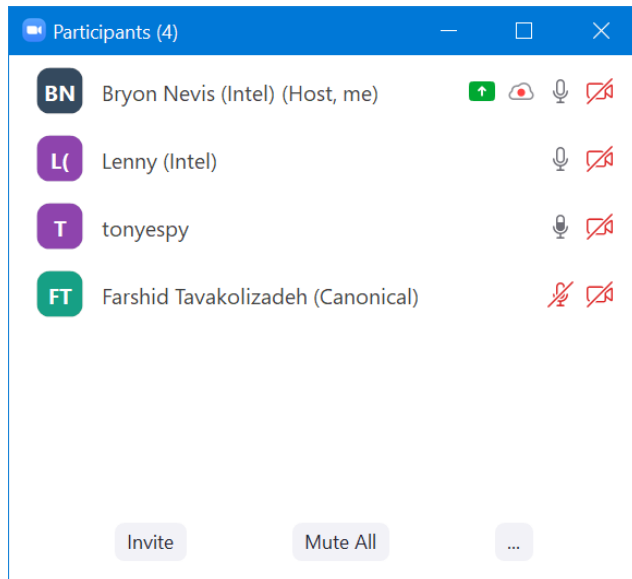 Participants (4)
BN Bryon Nevis (Intel) (Host, me)
L( Lenny (Intel)
T tonyespy
FT Farshid Tavakolizadeh (Canonical)
Invite Mute All ...